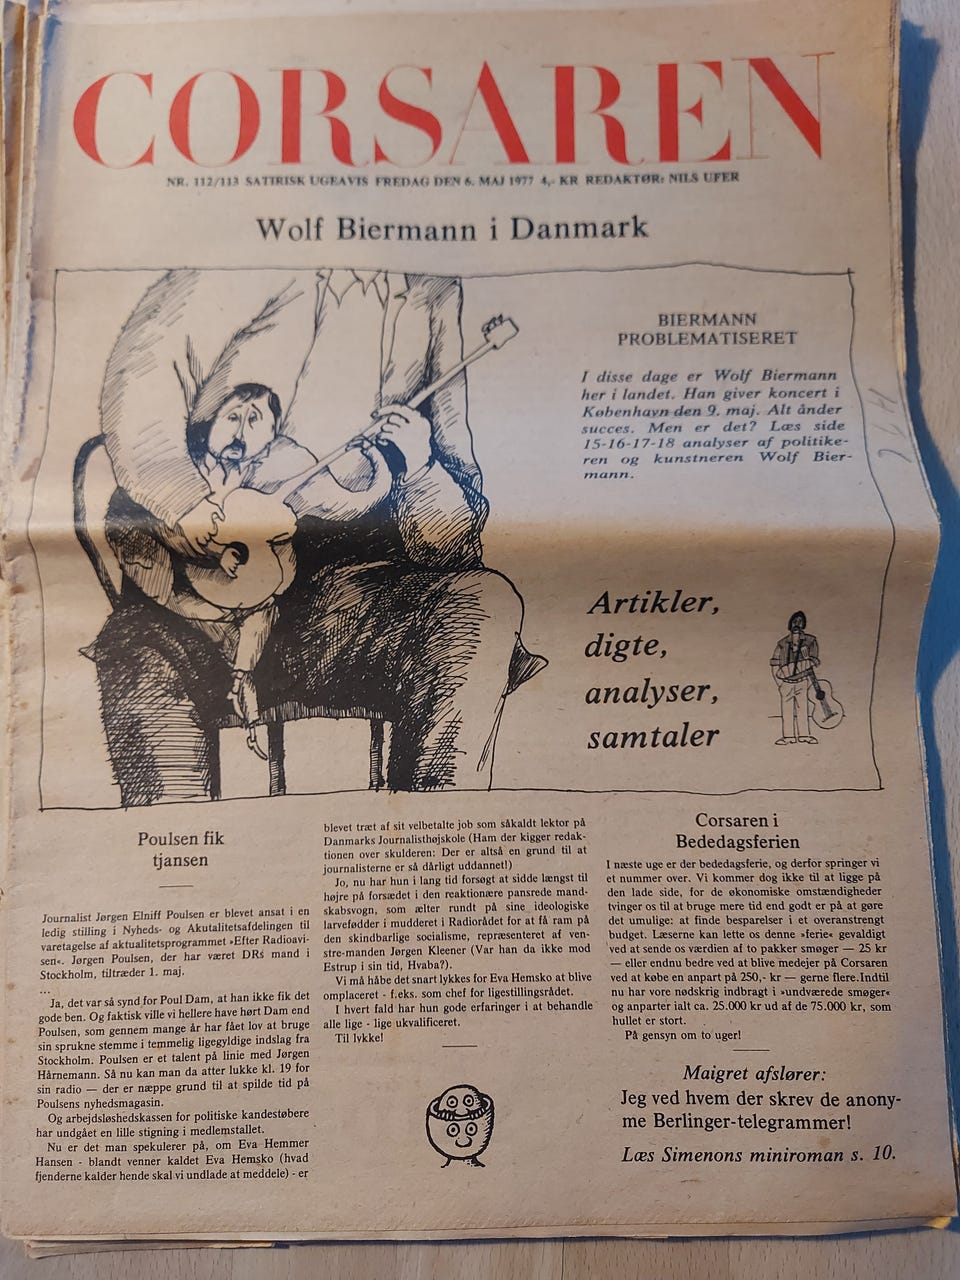 CORSAREN
NR. 112/113 SATIRISK UGEAVIS FREDAG DEN 6. MAJ 1977 4,- KR REDAKTØR: NILS UFER
Wolf Biermann i Danmark
BIERMANN
PROBLEMATISERET
I disse dage er Wolf Biermann
her i landet. Han giver koncert i
København den 9. maj. Alt ånder
succes. Men er det? Læs side
15-16-17-18 analyser af politike-
ren og kunstneren Wolf Bier-
mann.
Artikler,
digte,
analyser,
samtaler
Poulsen fik
tjansen
Journalist Jørgen Elniff Poulsen er blevet ansat i en
ledig stilling i Nyheds- og Akutalitetsafdelingen til
varetagelse af aktualitetsprogrammet »Efter Radioavi-
sen«. Jørgen Poulsen, der har været DRs mand i
Stockholm, tiltræder 1. maj.
...
Ja, det var så synd for Poul Dam, at han ikke fik det
gode ben. Og faktisk ville vi hellere have hørt Dam end
Poulsen, som gennem mange år har fået lov at bruge
sin sprukne stemme i temmelig ligegyldige indslag fra
Stockholm. Poulsen er et talent på linie med Jørgen
Hårnemann. Så nu kan man da atter lukke kl. 19 for
sin radio — der er næppe grund til at spilde tid på
Poulsens nyhedsmagasin.
Og arbejdsløshedskassen for politiske kandestøbere
har undgået en lille stigning i medlemstallet.
Nu er det man spekulerer på, om Eva Hemmer
Hansen - blandt venner kaldet Eva Hemsko (hvad
fjenderne kalder hende skal vi undlade at meddele) - er
blevet træt af sit velbetalte job som såkaldt lektor på
Danmarks Journalisthøjskole (Ham der kigger redak-
tionen over skulderen: Der er altså en grund til at
journalisterne er så dårligt uddannet!)
Jo, nu har hun i lang tid forsøgt at sidde længst til
højre på forsædet i den reaktionære pansrede mand-
skabsvogn, som ælter rundt på sine ideologiske
larvefødder i mudderet i Radiorådet for at få ram på
den skindbarlige socialisme, repræsenteret af ven-
stre-manden Jørgen Kleener (Var han da ikke mod
Estrup i sin tid, Hvaba?).
Vi må håbe det snart lykkes for Eva Hemsko at blive
omplaceret - f.eks. som chef for ligestillingsrådet.
I hvert fald har hun gode erfaringer i at behandle
alle lige - lige ukvalificeret.
Til lykke!
Corsaren i
Bededagsferien
I næste uge er der bededagsferie, og derfor springer vi
et nummer over. Vi kommer dog ikke til at ligge på
den lade side, for de økonomiske omstændigheder
tvinger os til at bruge mere tid end godt er på at gøre
det umulige: at finde besparelser i et overanstrengt
budget. Læserne kan lette os denne »ferie« gevaldigt
ved at sende os værdien af to pakker smøger — 25 kr
— eller endnu bedre ved at blive medejer på Corsaren
ved at købe en anpart på 250,- kr — gerne flere. Indtil
nu har vore nødskrig indbragt i »undværede smøger«
og anparter ialt ca. 25.000 kr ud af de 75.000 kr, som
hullet er stort.
På gensyn om to uger!
Maigret afslører:
Jeg ved hvem der skrev de anony-
me Berlinger-telegrammer!
Læs Simenons miniroman s. 10.